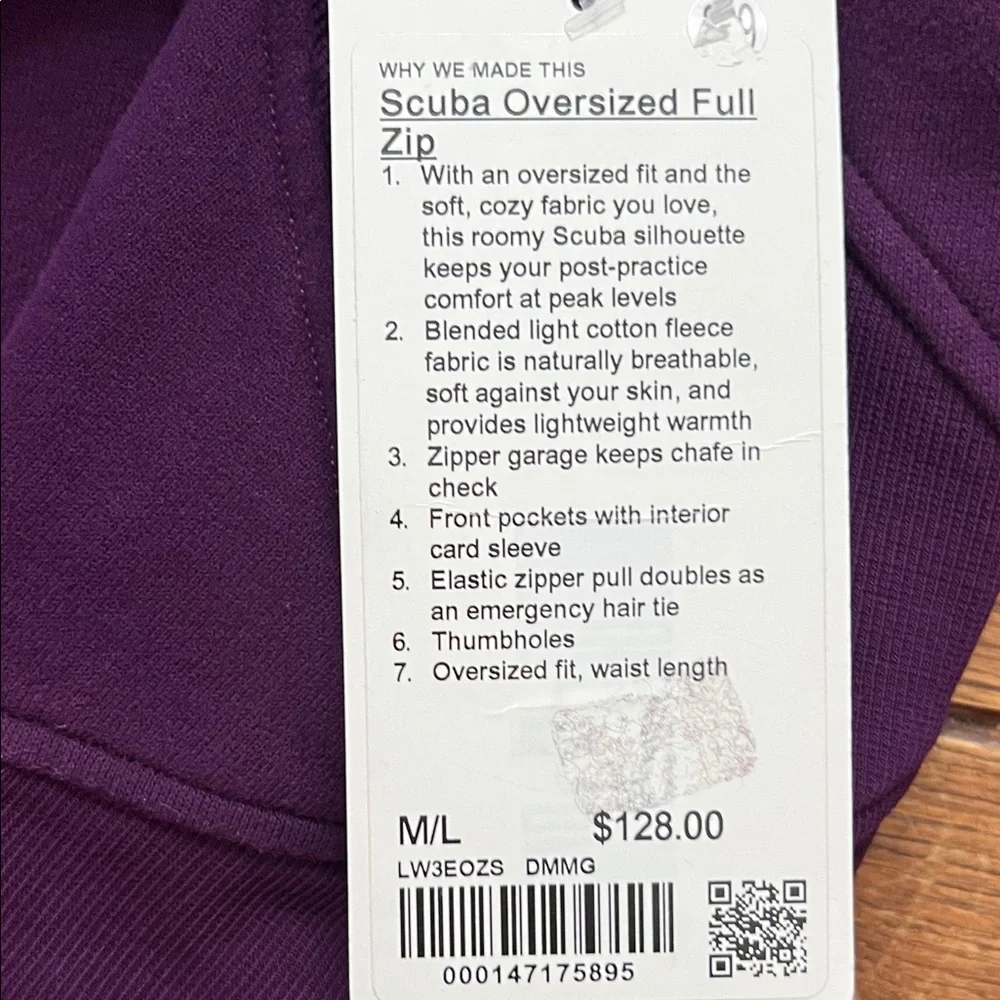 WHY WE MADE THIS
Scuba Oversized Full
Zip
1. With an oversized fit and the
soft, cozy fabric you love,
this roomy Scuba silhouette
keeps your post-practice
comfort at peak levels
2. Blended light cotton fleece
fabric is naturally breathable,
soft against your skin, and
provides lightweight warmth
3. Zipper garage keeps chafe in
check
4. Front pockets with interior
card sleeve
5. Elastic zipper pull doubles as
an emergency hair tie
6. Thumbholes
7. Oversized fit, waist length
M/L $128.00
LW3EOZS DMMG
000147175895